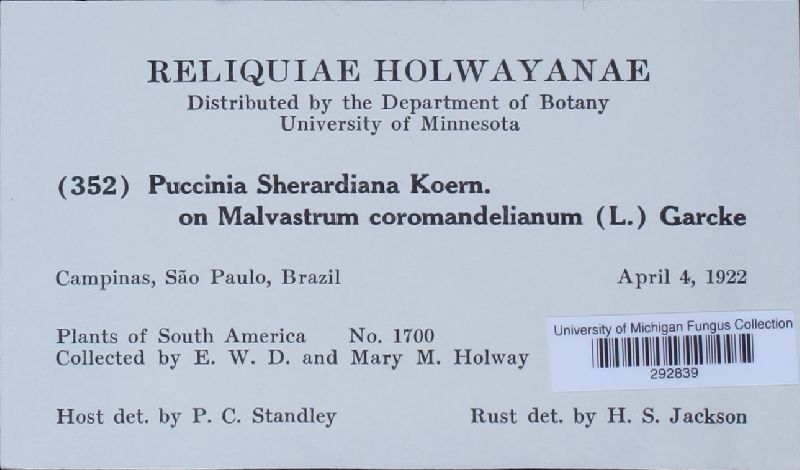 RELIQUIAE HOLWAYANAE
Distributed by the Department of Botany
University of Minnesota
(352) Puccinia Sherardiana Koern.
on Malvastrum coromandelianum (L.) Garcke
Campinas, São Paulo, Brazil April 4, 1922
Plants of South America No. 1700
Collected by E. W. D. and Mary M. Holway
University of Michigan Fungus Collection
292839
Host det. by P. C. Standley Rust det. by H. S. Jackson